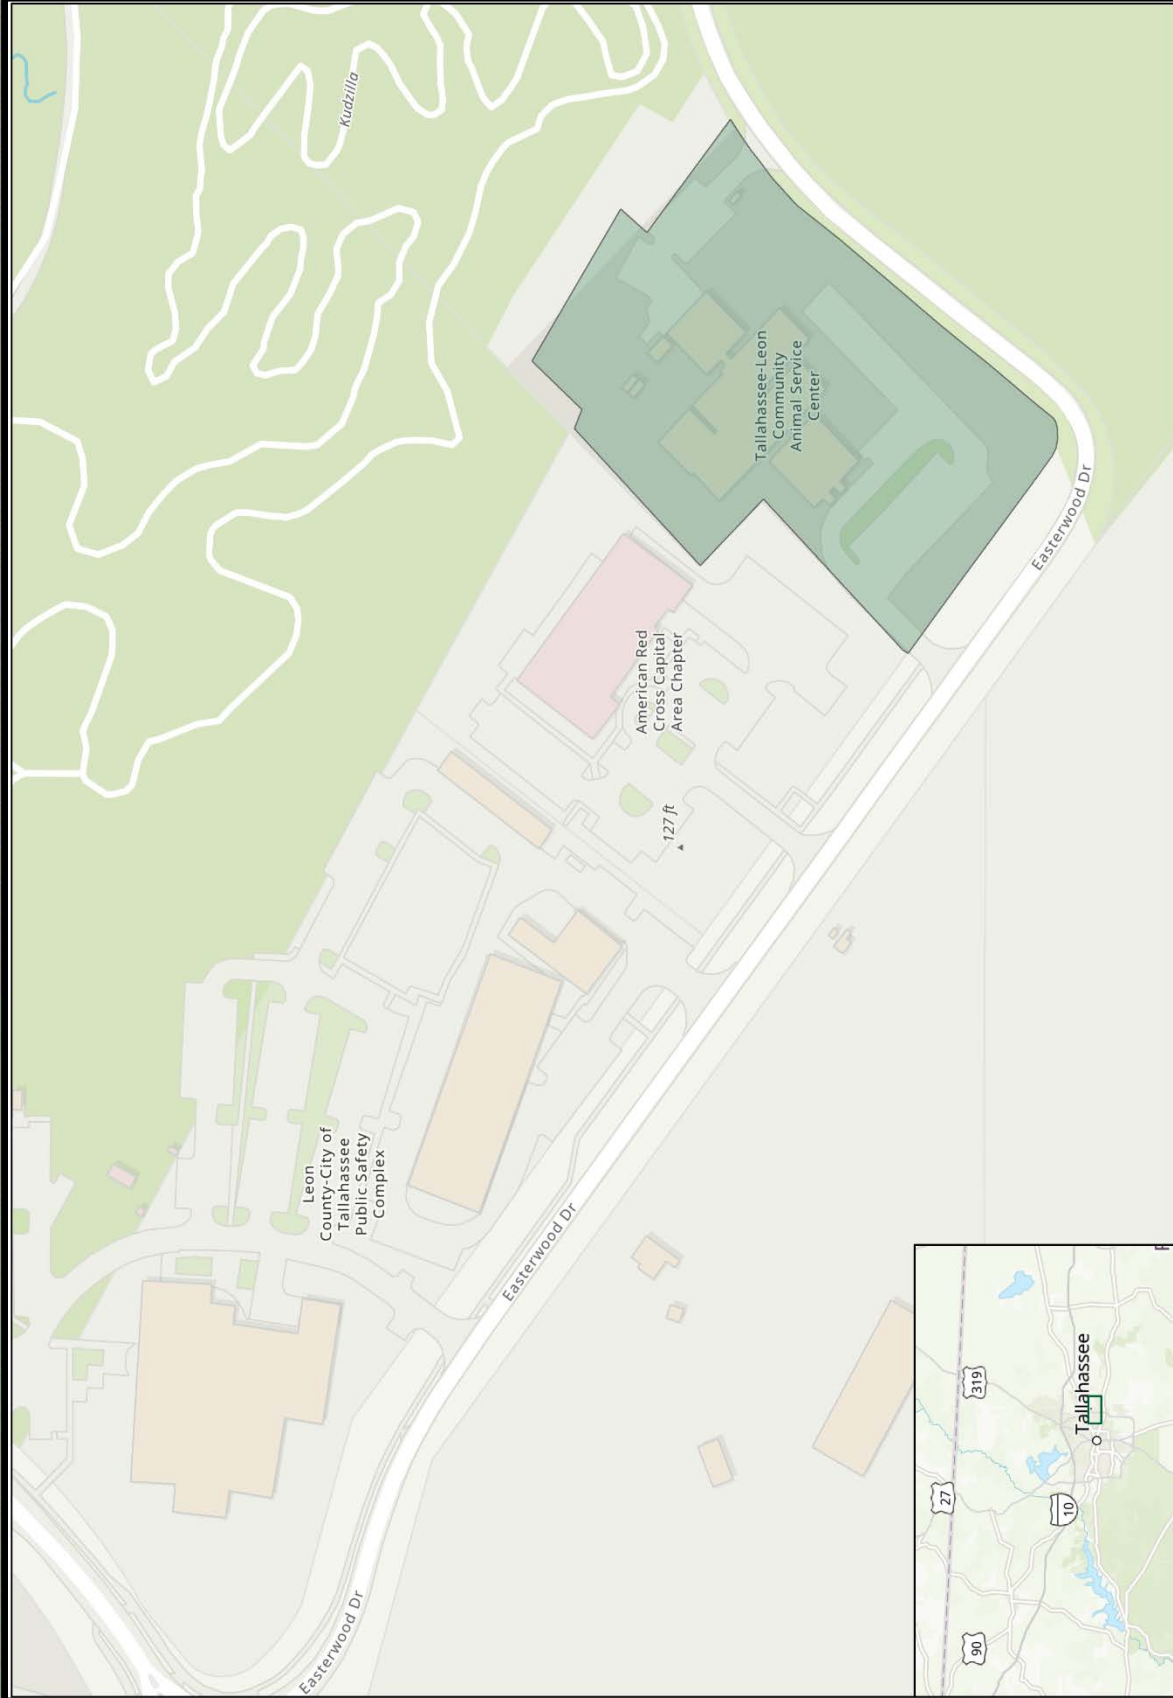 Kudzilla
Tallahassee-Leon
Community
Animal Service
Center
Easterwood Dr
American Red
Cross Capital
Area Chapter
127 ft
Leon
County-City of
Tallahassee
Public Safety
Complex
Easterwood Dr
Easterwood Dr
319
Tallahassee
27
10
90